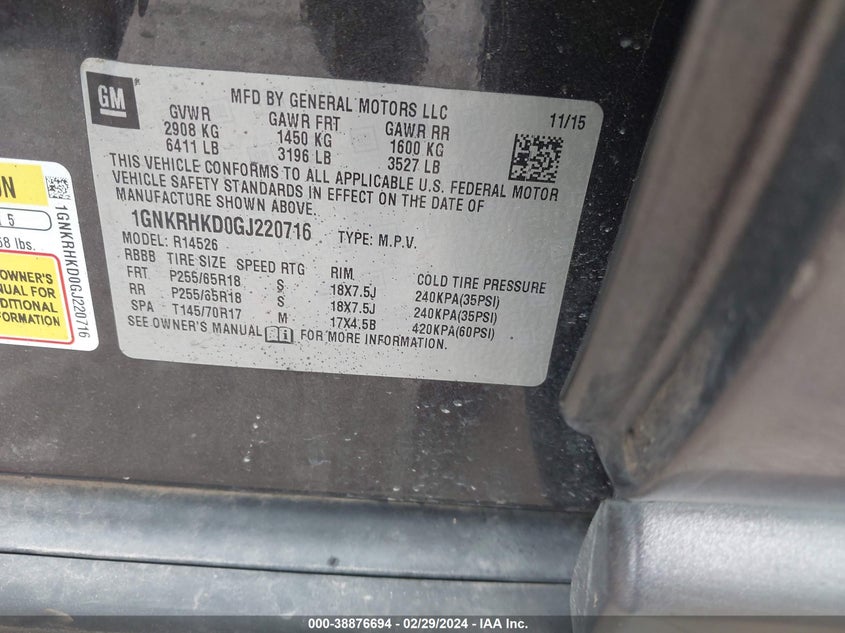 GM
MFD BY GENERAL MOTORS LLC
11/15
GVWR GAWR FRT GAWR RR
2908 KG 1450 KG 1600 KG
6411 LB 3196 LB 3527 LB
THIS VEHICLE CONFORMS TO ALL APPLICABLE U.S. FEDERAL MOTOR
VEHICLE SAFETY STANDARDS IN EFFECT ON THE DATE OF
MANUFACTURE SHOWN ABOVE.
1GNKRHKD0GJ220716 TYPE: M.P.V.
MODEL: R14526
RBBB TIRE SIZE SPEED RTG RIM COLD TIRE PRESSURE
FRT P255/65R18 S 18X7.5J 240KPA(35PSI)
RR P255/65R18 S 18X7.5J 240KPA(35PSI)
SPA T145/70R17 M 17X4.5B 420KPA(60PSI)
SEE OWNER'S MANUAL FOR MORE INFORMATION.
5
lbs.
OWNER'S
FOR
1GNKRHKD0GJ220716
000-38876694 - 02/29/2024 - IAA Inc.